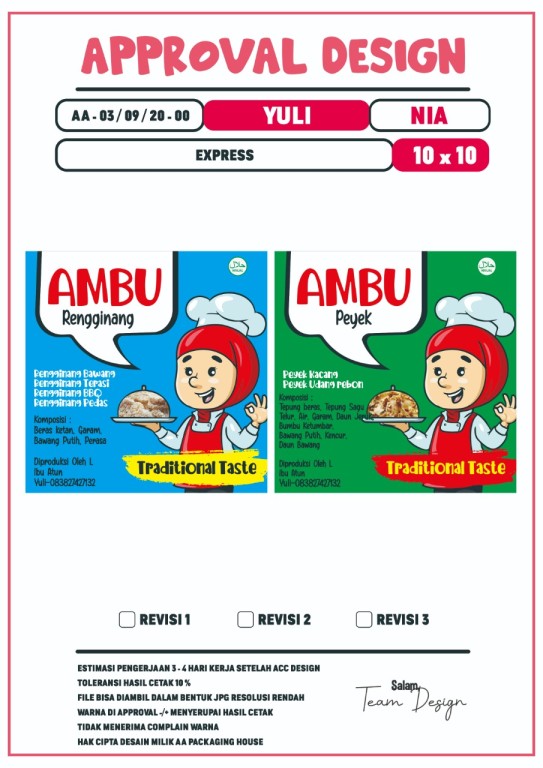 APPROVAL DESIGN
AA - 03 / 09 / 20 - 00
YULI
NIA
EXPRESS
10 x 10
حلال
HALAL
AMBU
Rengginang
Rengginang Bawang
Rengginang Terasi
Rengginang BBQ
Rengginang Pedas
Komposisi :
Beras ketan, Garam,
Bawang Putih, Perasa
Diproduksi Oleh :
Ibu Atun
Yuli-083827427132
Traditional Taste
حلال
HALAL
AMBU
Peyek
Peyek Kacang
Peyek Udang rebon
Komposisi :
Tepung beras, Tepung Sagu
Telur, Air, Garam, Daun Jeruk
Bumbu Ketumbar,
Bawang Putih, Kencur,
Daun Bawang
Diproduksi Oleh :
Ibu Atun
Yuli-083827427132
Traditional Taste
REVISI 1
REVISI 2
REVISI 3
ESTIMASI PENGERJAAN 3 - 4 HARI KERJA SETELAH ACC DESIGN
TOLERANSI HASIL CETAK 10 %
FILE BISA DIAMBIL DALAM BENTUK JPG RESOLUSI RENDAH
WARNA DI APPROVAL -/+ MENYERUPAI HASIL CETAK
TIDAK MENERIMA COMPLAIN WARNA
HAK CIPTA DESAIN MILIK AA PACKAGING HOUSE
Salam,
Team Design